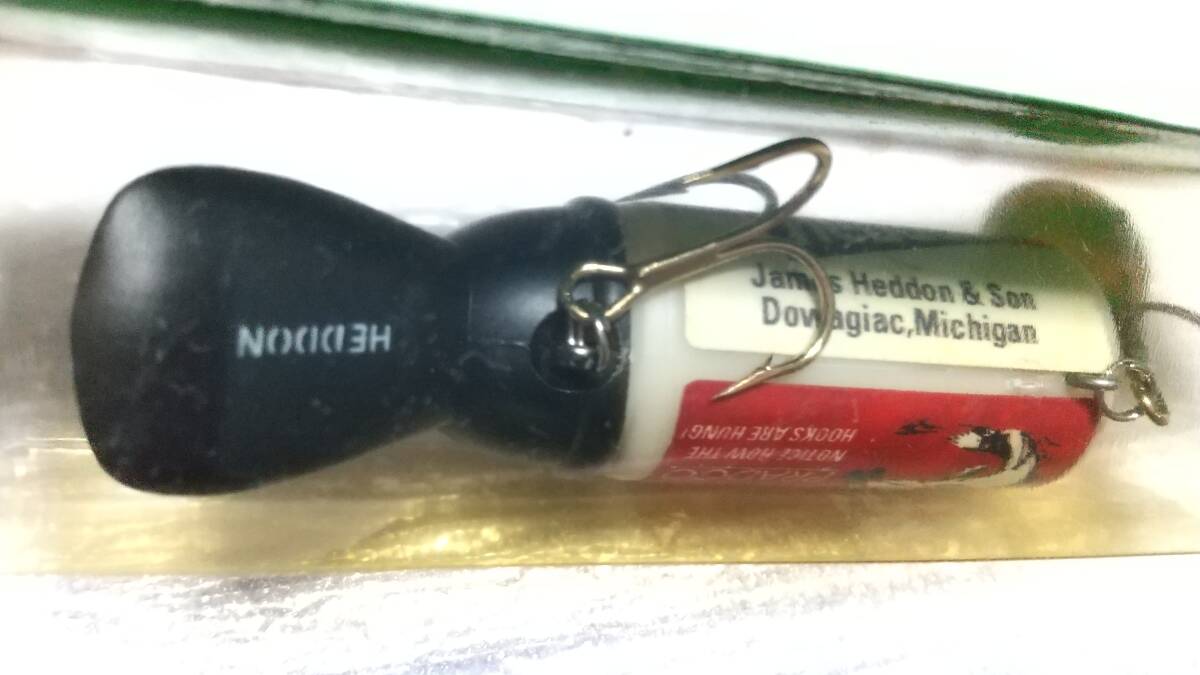 HEDDON
James Heddon & Son
Dowagiac,Michigan
NOTICE HOW THE
HOOKS ARE HUNG!